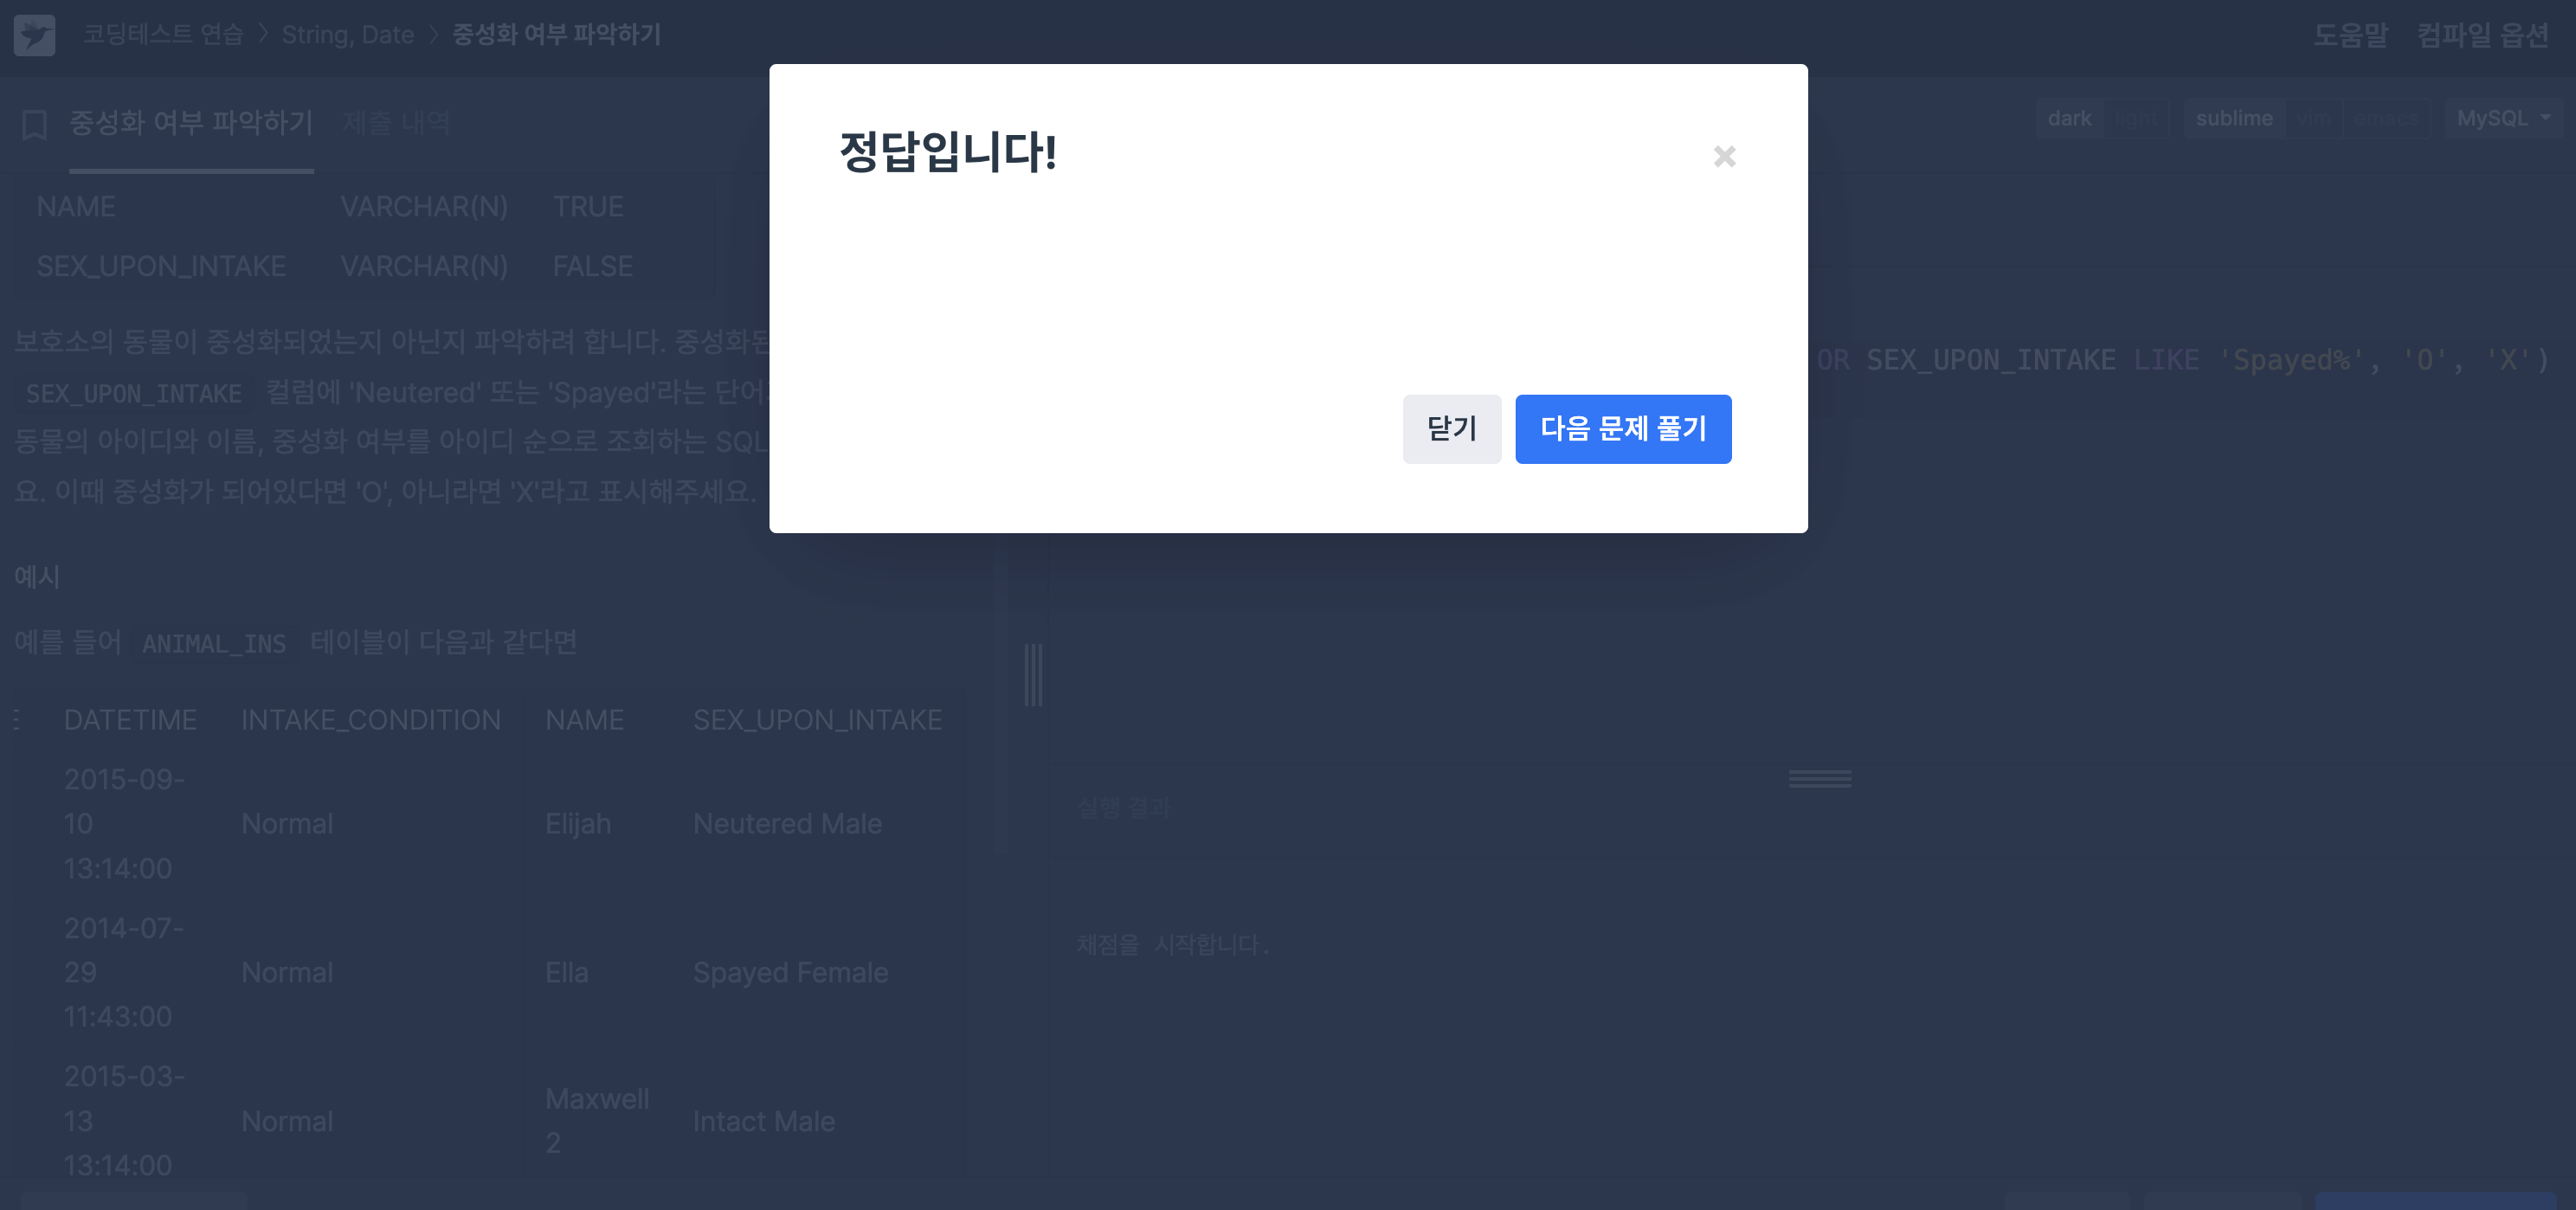 코딩테스트 연습 > String, Date > 중성화 여부 파악하기
도움말 컴파일 옵션
중성화 여부 파악하기 제출 내역
dark light sublime vim emacs MySQL
정답입니다!
×
닫기 다음 문제 풀기
NAME VARCHAR(N) TRUE
SEX_UPON_INTAKE VARCHAR(N) FALSE
보호소의 동물이 중성화되었는지 아닌지 파악하려 합니다. 중성화된
SEX_UPON_INTAKE 컬럼에 'Neutered' 또는 'Spayed'라는 단어
동물의 아이디와 이름, 중성화 여부를 아이디 순으로 조회하는 SQL
요. 이때 중성화가 되어있다면 'O', 아니라면 'X'라고 표시해주세요.
예시
예를 들어 ANIMAL_INS 테이블이 다음과 같다면
DATETIME INTAKE_CONDITION NAME SEX_UPON_INTAKE
2015-09-
10 Normal Elijah Neutered Male
13:14:00
2014-07-
29 Normal Ella Spayed Female
11:43:00
2015-03-
Maxwell
13 Normal Intact Male
2
13:14:00
OR SEX_UPON_INTAKE LIKE 'Spayed%', 'O', 'X')
실행 결과
채점을 시작합니다.